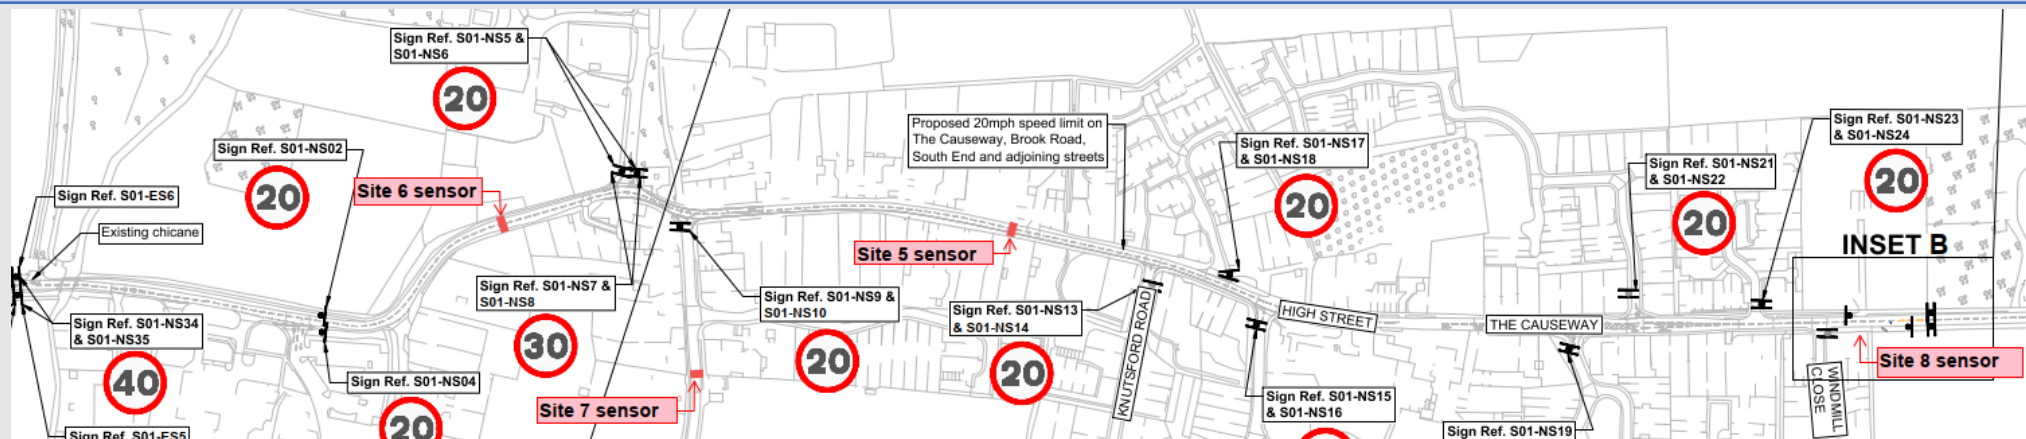 Sign Ref. S01-NS5 &
S01-NS6
20
Sign Ref. S01-NS02
20
Site 6 sensor
Sign Ref. S01-ES6
Existing chicane
Sign Ref. S01-NS34
& S01-NS35
40
Sign Ref. S01-ES5
Sign Ref. S01-NS04
20
Sign Ref. S01-NS7 &
S01-NS8
30
Site 7 sensor
Sign Ref. S01-NS9 &
S01-NS10
20
Site 5 sensor
Proposed 20mph speed limit on
The Causeway, Brook Road,
South End and adjoining streets
Sign Ref. S01-NS13
& S01-NS14
20
KNUTSFORD ROAD
Sign Ref. S01-NS17
& S01-NS18
20
HIGH STREET
Sign Ref. S01-NS15
& S01-NS16
THE CAUSEWAY
Sign Ref. S01-NS19
Sign Ref. S01-NS21
& S01-NS22
20
Sign Ref. S01-NS23
& S01-NS24
20
INSET B
Site 8 sensor
WINDMILL
CLOSE